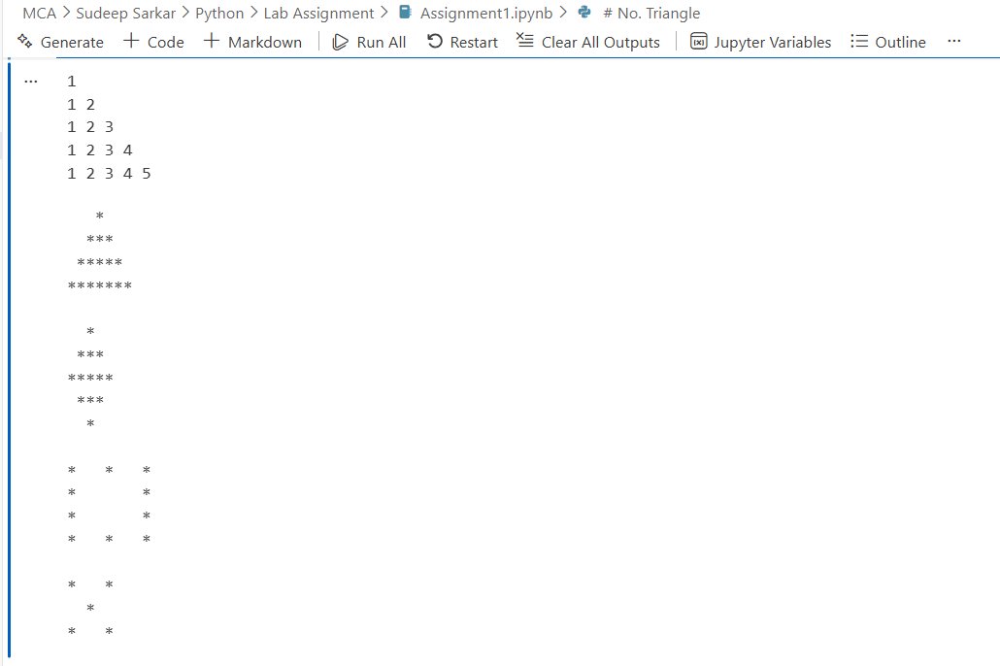 MCA > Sudeep Sarkar > Python > Lab Assignment > Assignment1.ipynb > # No. Triangle
Generate + Code + Markdown | Run All Restart Clear All Outputs | Jupyter Variables Outline ...
... 1
1 2
1 2 3
1 2 3 4
1 2 3 4 5

   *
  ***
 *****
*******

  *
 ***
*****
 ***
  *

*   *   *
*       *
*       *
*   *   *

*   *
  *
*   *